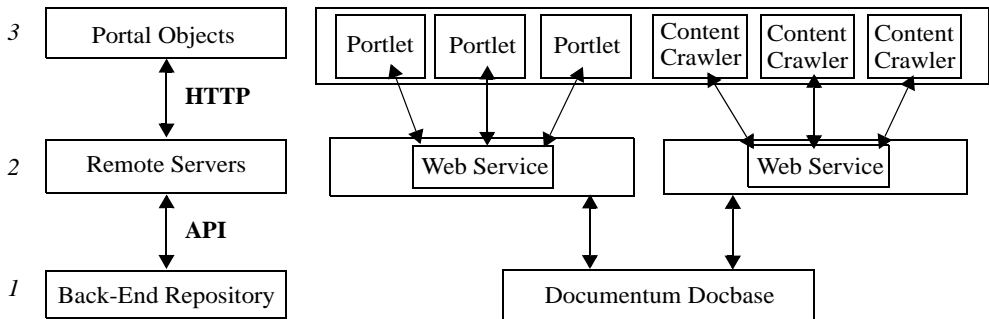 3
Portal Objects
Portlet
Portlet
Portlet
Content
Crawler
Content
Crawler
Content
Crawler
HTTP
2
Remote Servers
Web Service
Web Service
API
1
Back-End Repository
Documentum Docbase